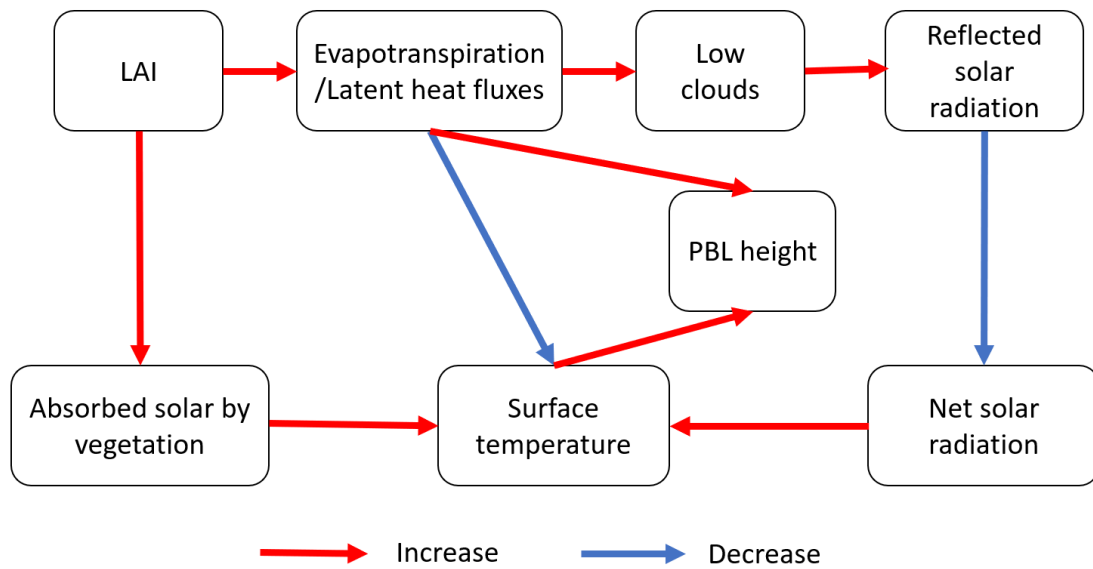 LAI
Evapotranspiration
/Latent heat fluxes
Low
clouds
Reflected
solar
radiation
PBL height
Absorbed solar by
vegetation
Surface
temperature
Net solar
radiation
Increase
Decrease